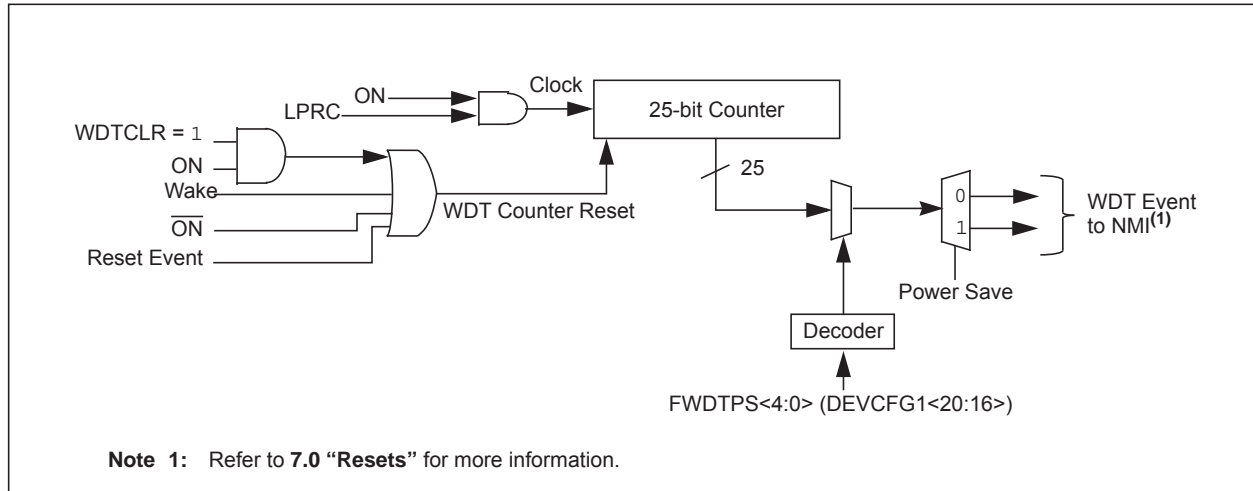 ON
Clock
LPRC
25-bit Counter
WDTCLR = 1
ON
Wake
25
0
1
WDT Event
to NMI(1)
WDT Counter Reset
O̅N̅
Reset Event
Power Save
Decoder
FWDTPS<4:0> (DEVCFG1<20:16>)
Note 1: Refer to 7.0 “Resets” for more information.